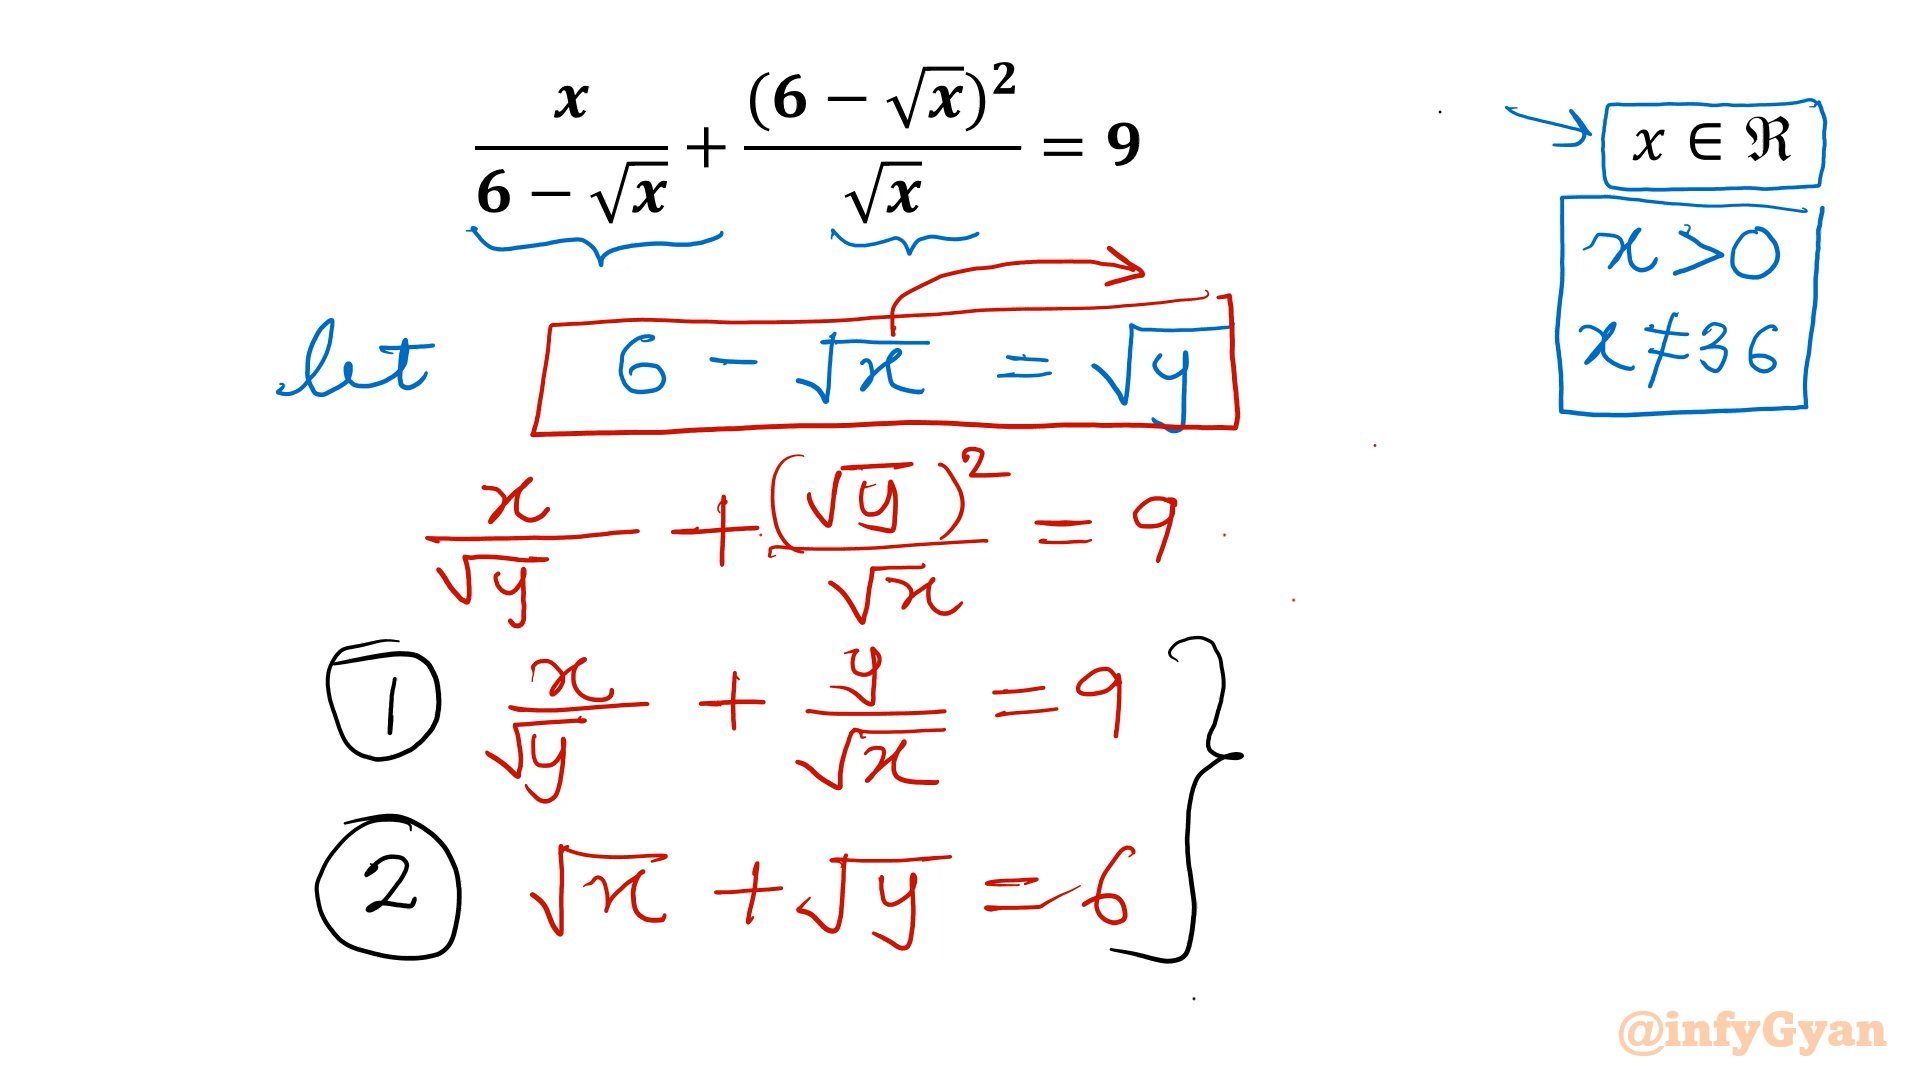 x/(6 − √x) + (6 − √x)²/√x = 9
x ∈ ℜ
x > 0
x ≠ 36
let 6 − √x = √y
x/√y + (√y)²/√x = 9
1 x/√y + y/√x = 9
2 √x + √y = 6
@infyGyan